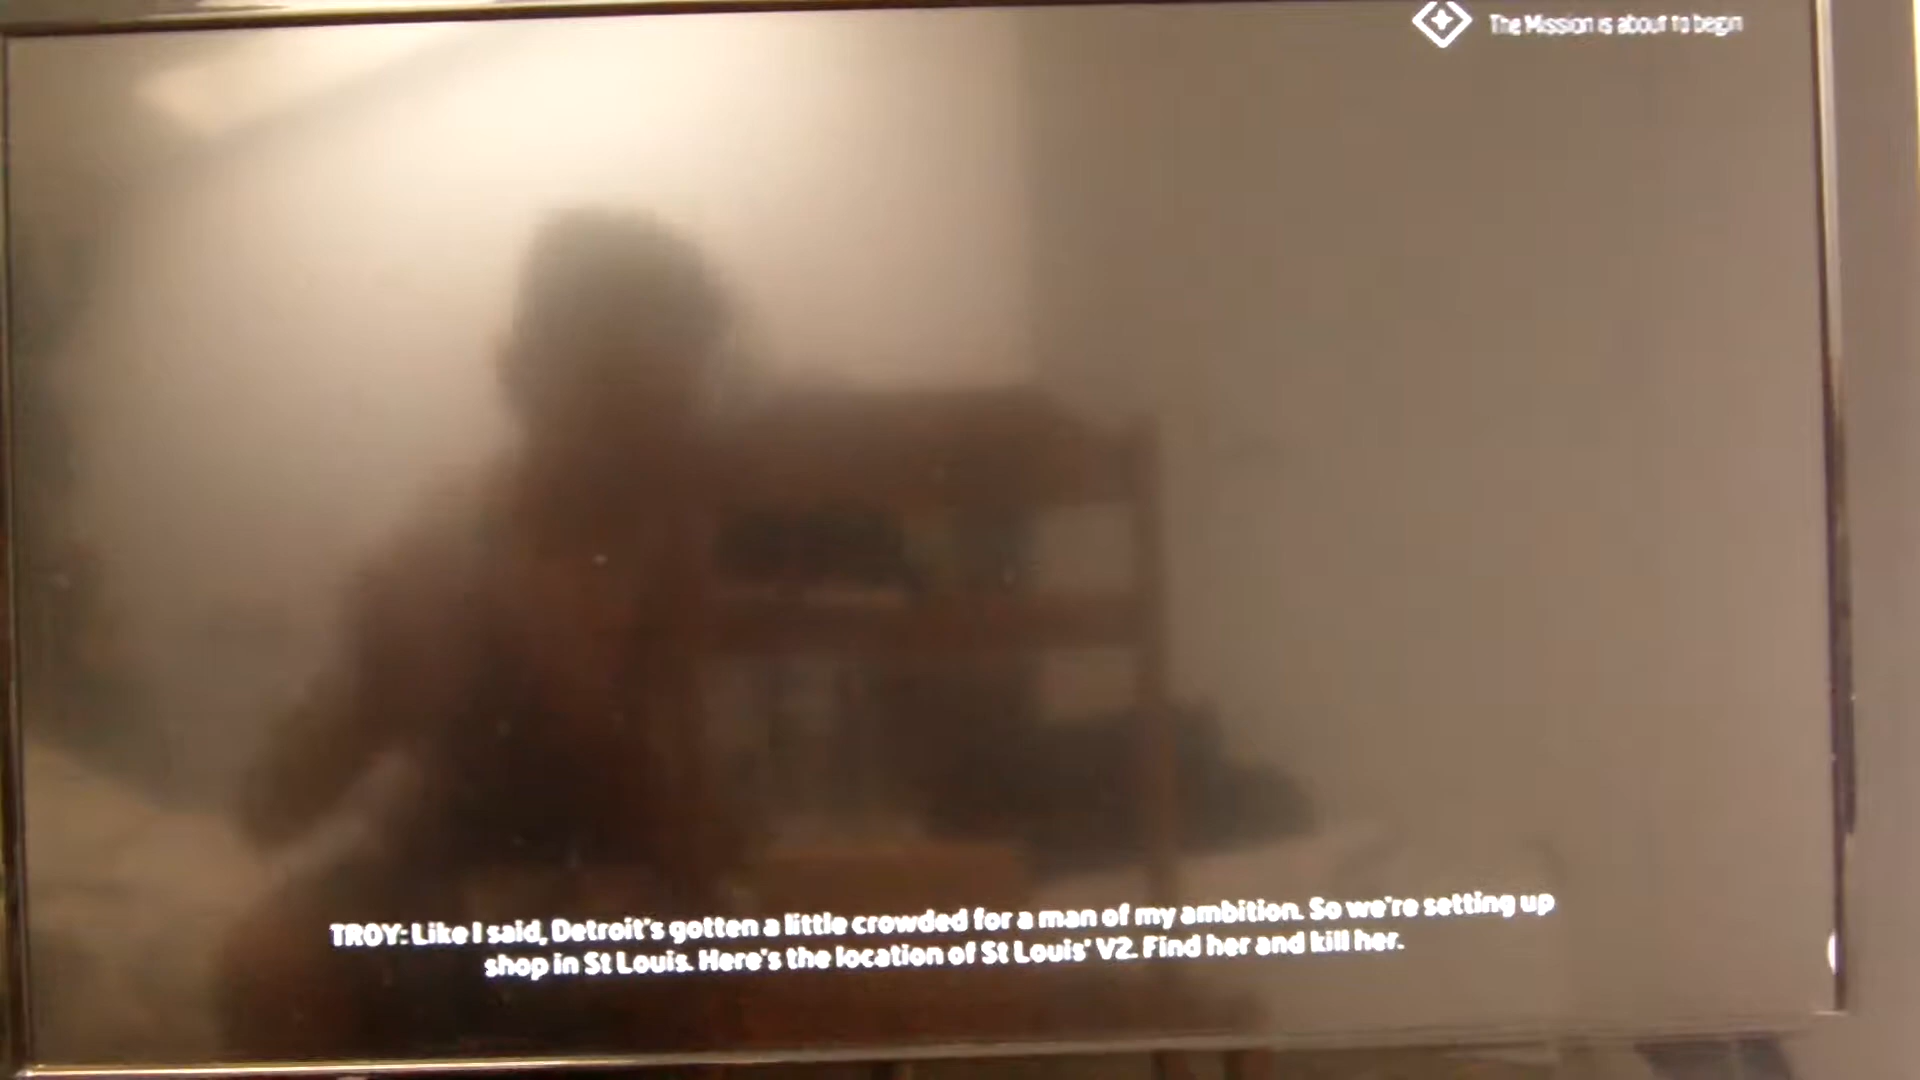 The Mission is about to begin
TROY: Like I said, Detroit's gotten a little crowded for a man of my ambition. So we're setting up
shop in St Louis. Here's the location of St Louis' V2. Find her and kill her.